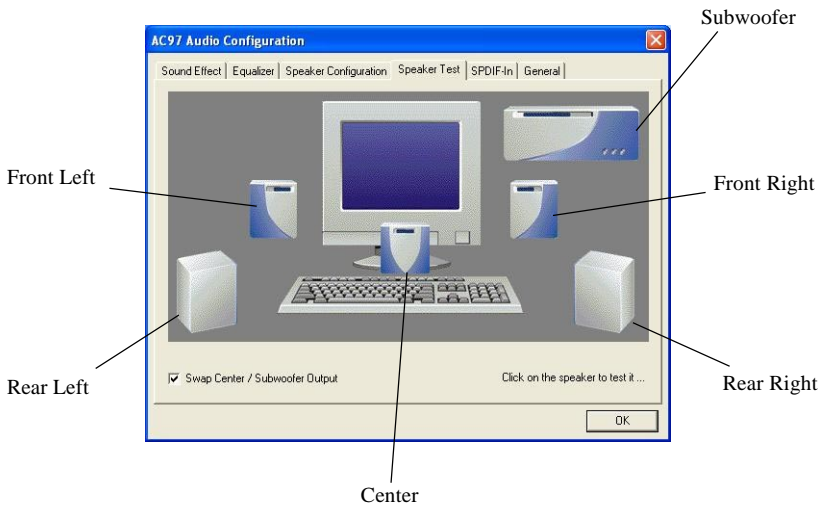 Subwoofer
AC97 Audio Configuration
Sound Effect Equalizer Speaker Configuration Speaker Test SPDIF-In General
Front Left
Front Right
Rear Left
Rear Right
Swap Center / Subwoofer Output
Click on the speaker to test it ...
OK
Center